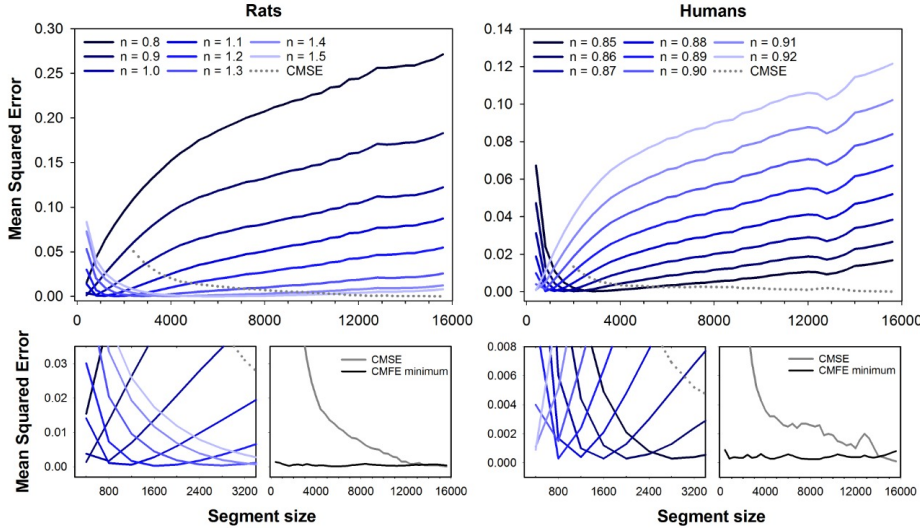 Rats
Mean Squared Error
0.30
0.25
0.20
0.15
0.10
0.05
0.00
n = 0.8
n = 0.9
n = 1.0
n = 1.1
n = 1.2
n = 1.3
n = 1.4
n = 1.5
CMSE
0 4000 8000 12000 16000
Humans
0.14
0.12
0.10
0.08
0.06
0.04
0.02
0.00
n = 0.85
n = 0.86
n = 0.87
n = 0.88
n = 0.89
n = 0.90
n = 0.91
n = 0.92
CMSE
0 4000 8000 12000 16000
Mean Squared Error
0.03
0.02
0.01
0.00
800 1600 2400 3200
CMSE
CMFE minimum
0 4000 8000 12000 16000
Segment size
0.008
0.006
0.005
0.004
0.002
0.001
0.000
800 1600 2400 3200
CMSE
CMFE minimum
0 4000 8000 12000 16000
Segment size